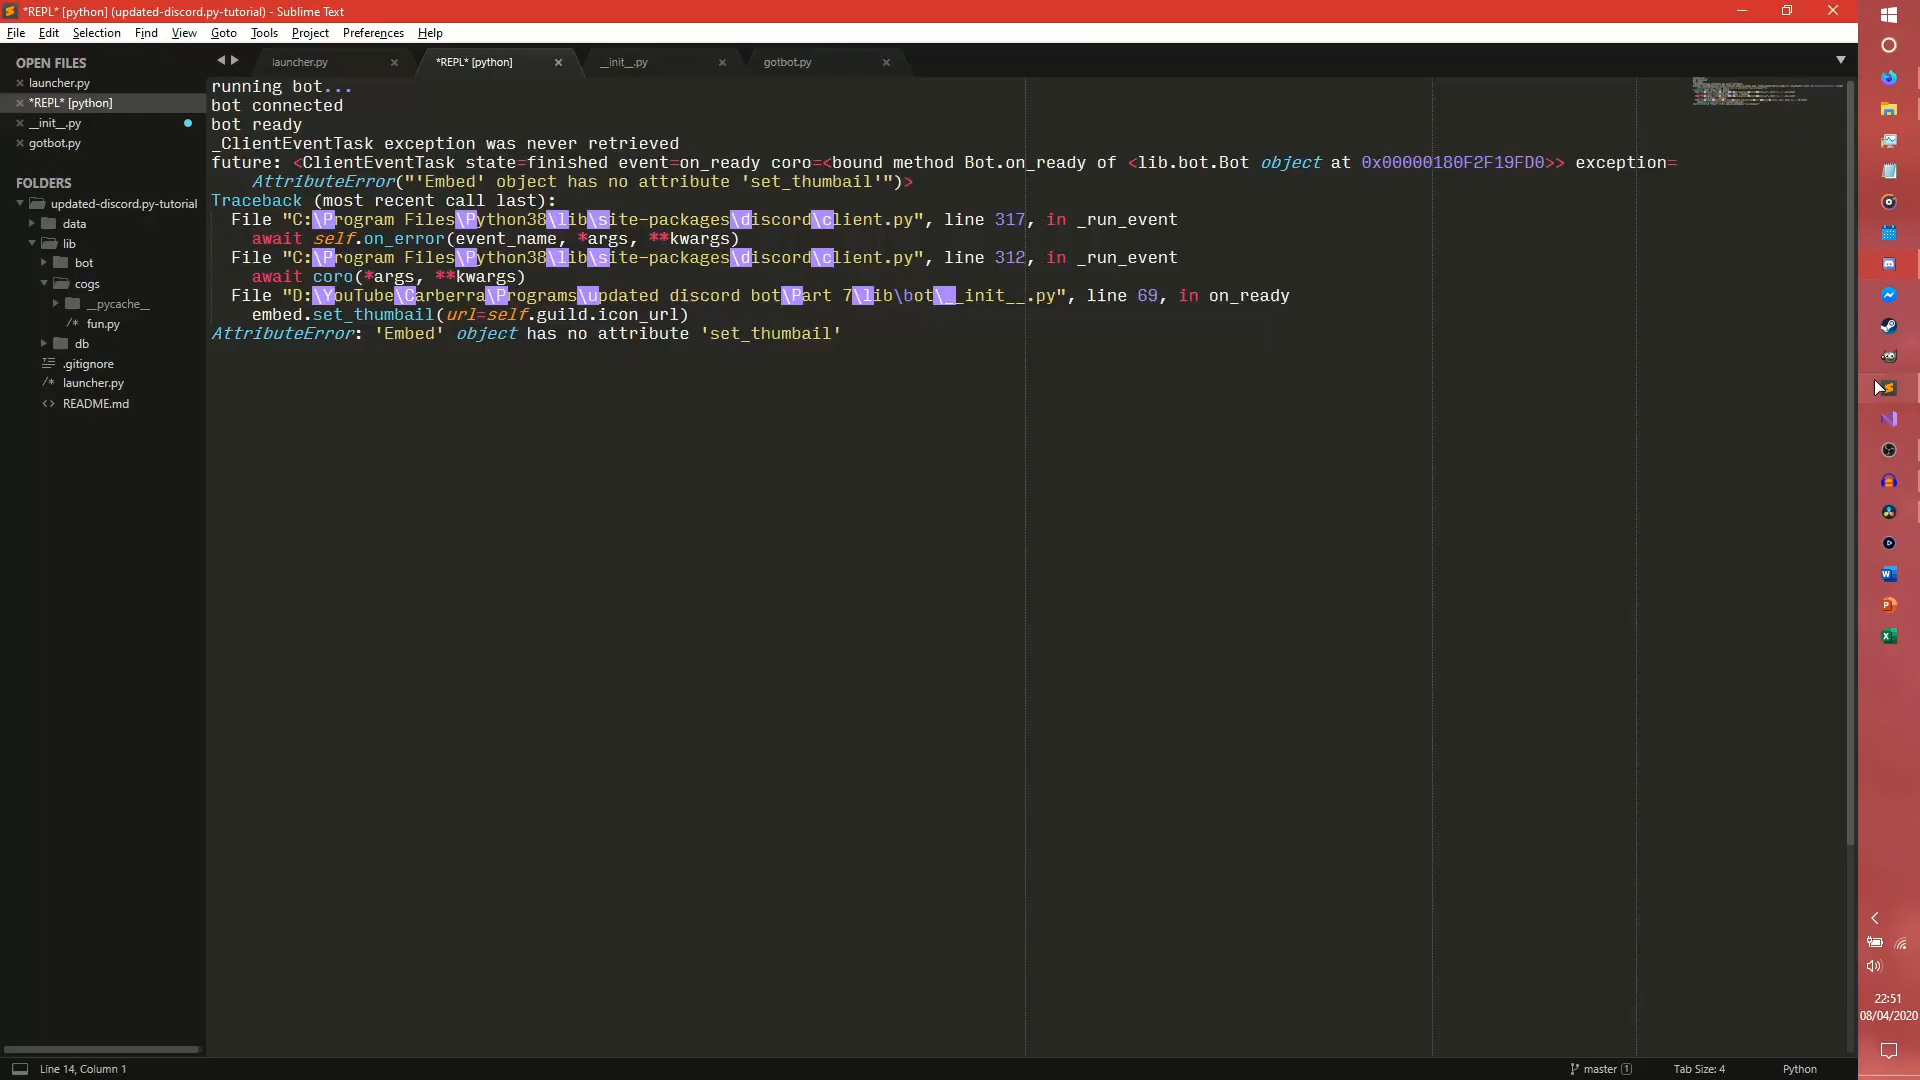 *REPL* [python] (updated-discord.py-tutorial) - Sublime Text
File Edit Selection Find View Goto Tools Project Preferences Help
OPEN FILES
launcher.py
*REPL* [python]
__init__.py
gotbot.py
FOLDERS
updated-discord.py-tutorial
data
lib
bot
cogs
__pycache__
fun.py
db
.gitignore
launcher.py
README.md
launcher.py *REPL* [python] __init__.py gotbot.py
running bot...
bot connected
bot ready
_ClientEventTask exception was never retrieved
future: <ClientEventTask state=finished event=on_ready coro=<bound method Bot.on_ready of <lib.bot.Bot object at 0x00000180F2F19FD0>> exception=
AttributeError("'Embed' object has no attribute 'set_thumbail'")>
Traceback (most recent call last):
File "C:\Program Files\Python38\lib\site-packages\discord\client.py", line 317, in _run_event
await self.on_error(event_name, *args, **kwargs)
File "C:\Program Files\Python38\lib\site-packages\discord\client.py", line 312, in _run_event
await coro(*args, **kwargs)
File "D:\YouTube\Carberra\Programs\updated discord bot\Part 7\lib\bot\__init__.py", line 69, in on_ready
embed.set_thumbail(url=self.guild.icon_url)
AttributeError: 'Embed' object has no attribute 'set_thumbail'
22:51
08/04/2020
Line 14, Column 1
master 1
Tab Size: 4
Python